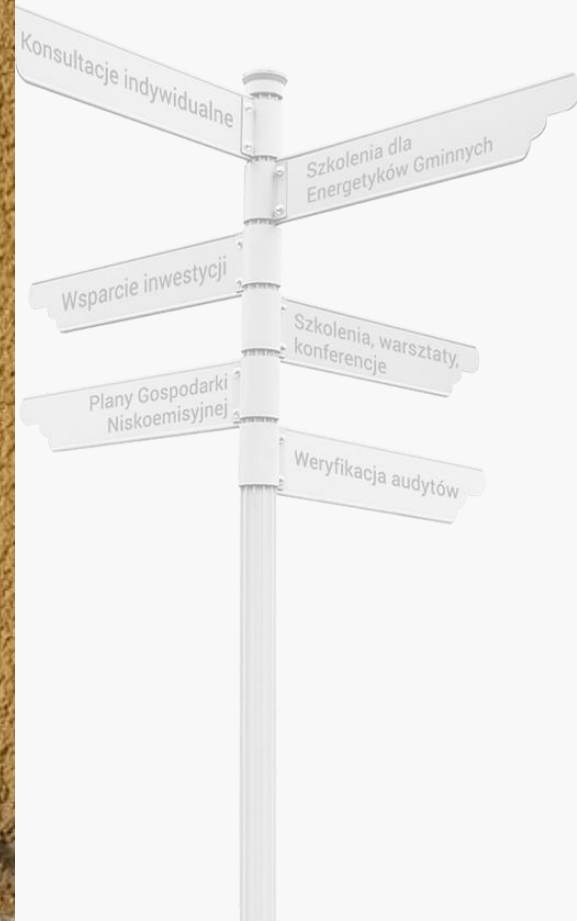 Konsultacje indywidualne
Szkolenia dla
Energetyków Gminnych
Wsparcie inwestycji
Szkolenia, warsztaty,
konferencje
Plany Gospodarki
Niskoemisyjnej
Weryfikacja audytów